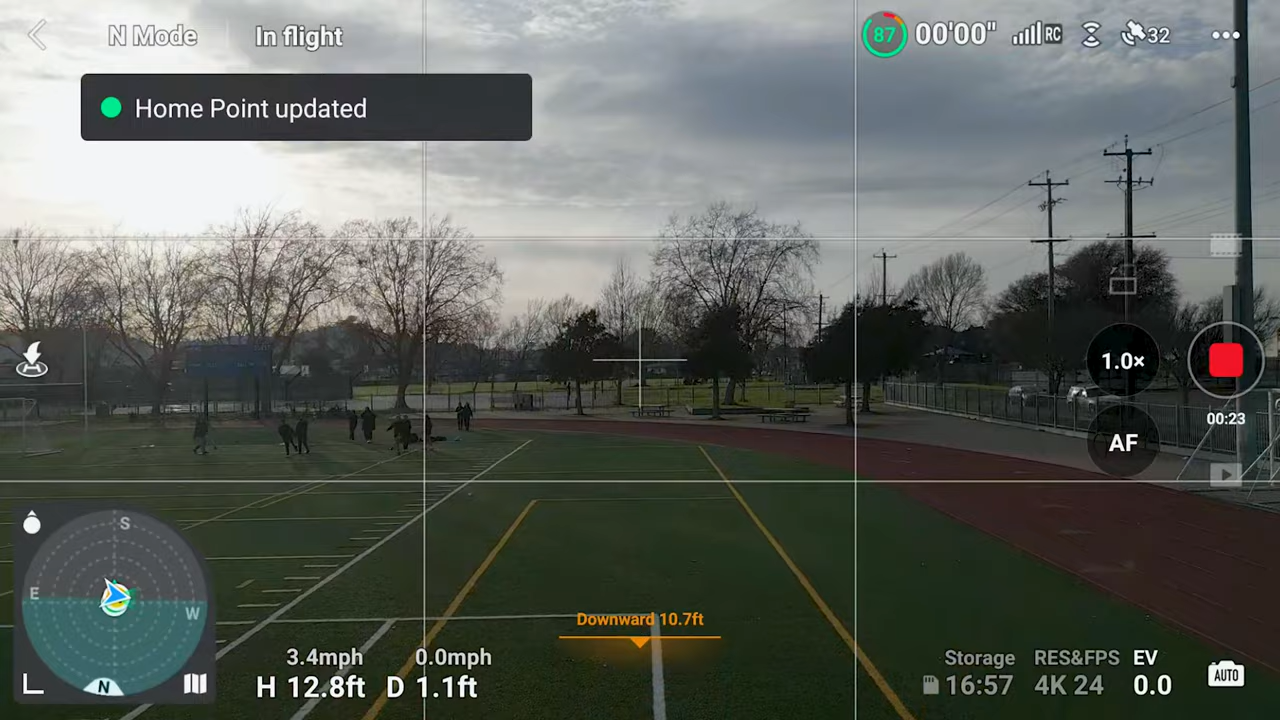 N Mode
In flight
87
00'00"
RC
32
Home Point updated
1.0×
00:23
AF
Downward 10.7ft
S
E
W
N
3.4mph
0.0mph
H 12.8ft
D 1.1ft
Storage
RES&FPS
EV
16:57
4K 24
0.0
AUTO